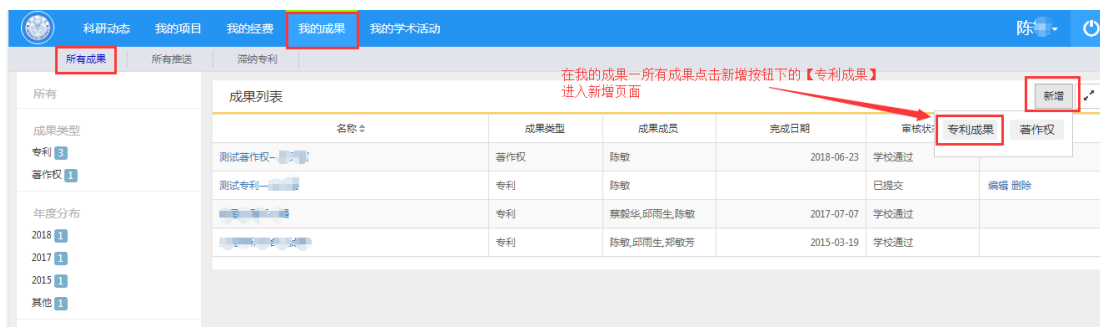 科研动态 我的项目 我的经费 我的成果 我的学术活动 陈
所有成果 所有推送 滞纳专利
在我的成果—所有成果点击新增按钮下的【专利成果】
进入新增页面
所有
成果列表 新增
成果类型
名称 成果类型 成果成员 完成日期 审核状
专利成果 著作权
专利 3
著作权 1
测试著作权- 著作权 陈敏 2018-06-23 学校通过
测试专利— 专利 陈敏 已提交 编辑 删除
专利 蔡毅华,邱雨生,陈敏 2017-07-07 学校通过
专利 陈敏,邱雨生,郑敏芳 2015-03-19 学校通过
年度分布
2018 1
2017 1
2015 1
其他 1